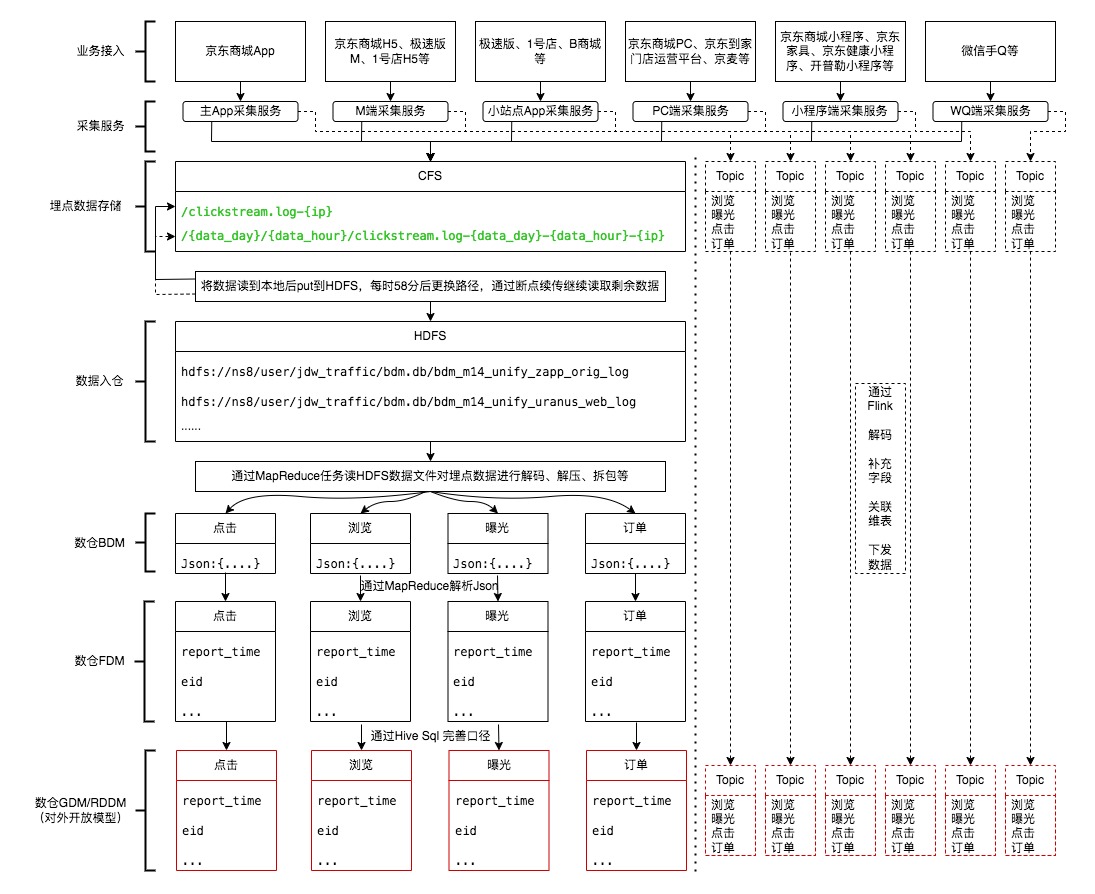 业务接入
京东商城App
京东商城H5、极速版
M、1号店H5等
极速版、1号店、B商城
等
京东商城PC、京东到家
门店运营平台、京麦等
京东商城小程序、京东
家具、京东健康小程
序、开普勒小程序等
微信手Q等
采集服务
主App采集服务
M端采集服务
小站点App采集服务
PC端采集服务
小程序端采集服务
WQ端采集服务
埋点数据存储
CFS
/clickstream.log-{ip}
/{data_day}/{data_hour}/clickstream.log-{data_day}-{data_hour}-{ip}
Topic
浏览
曝光
点击
订单
Topic
浏览
曝光
点击
订单
Topic
浏览
曝光
点击
订单
Topic
浏览
曝光
点击
订单
Topic
浏览
曝光
点击
订单
Topic
浏览
曝光
点击
订单
将数据读到本地后put到HDFS，每时58分后更换路径，通过断点续传继续读取剩余数据
数据入仓
HDFS
hdfs://ns8/user/jdw_traffic/bdm.db/bdm_m14_unify_zapp_orig_log
hdfs://ns8/user/jdw_traffic/bdm.db/bdm_m14_unify_uranus_web_log
......
通过
Flink
解码
补充
字段
关联
维表
下发
数据
通过MapReduce任务读HDFS数据文件对埋点数据进行解码、解压、拆包等
数仓BDM
点击
Json:{....}
浏览
Json:{....}
曝光
Json:{....}
订单
Json:{....}
通过MapReduce解析Json
数仓FDM
点击
report_time
eid
...
浏览
report_time
eid
...
曝光
report_time
eid
...
订单
report_time
eid
...
通过Hive Sql 完善口径
数仓GDM/RDDM
（对外开放模型）
点击
report_time
eid
...
浏览
report_time
eid
...
曝光
report_time
eid
...
订单
report_time
eid
...
Topic
浏览
曝光
点击
订单
Topic
浏览
曝光
点击
订单
Topic
浏览
曝光
点击
订单
Topic
浏览
曝光
点击
订单
Topic
浏览
曝光
点击
订单
Topic
浏览
曝光
点击
订单